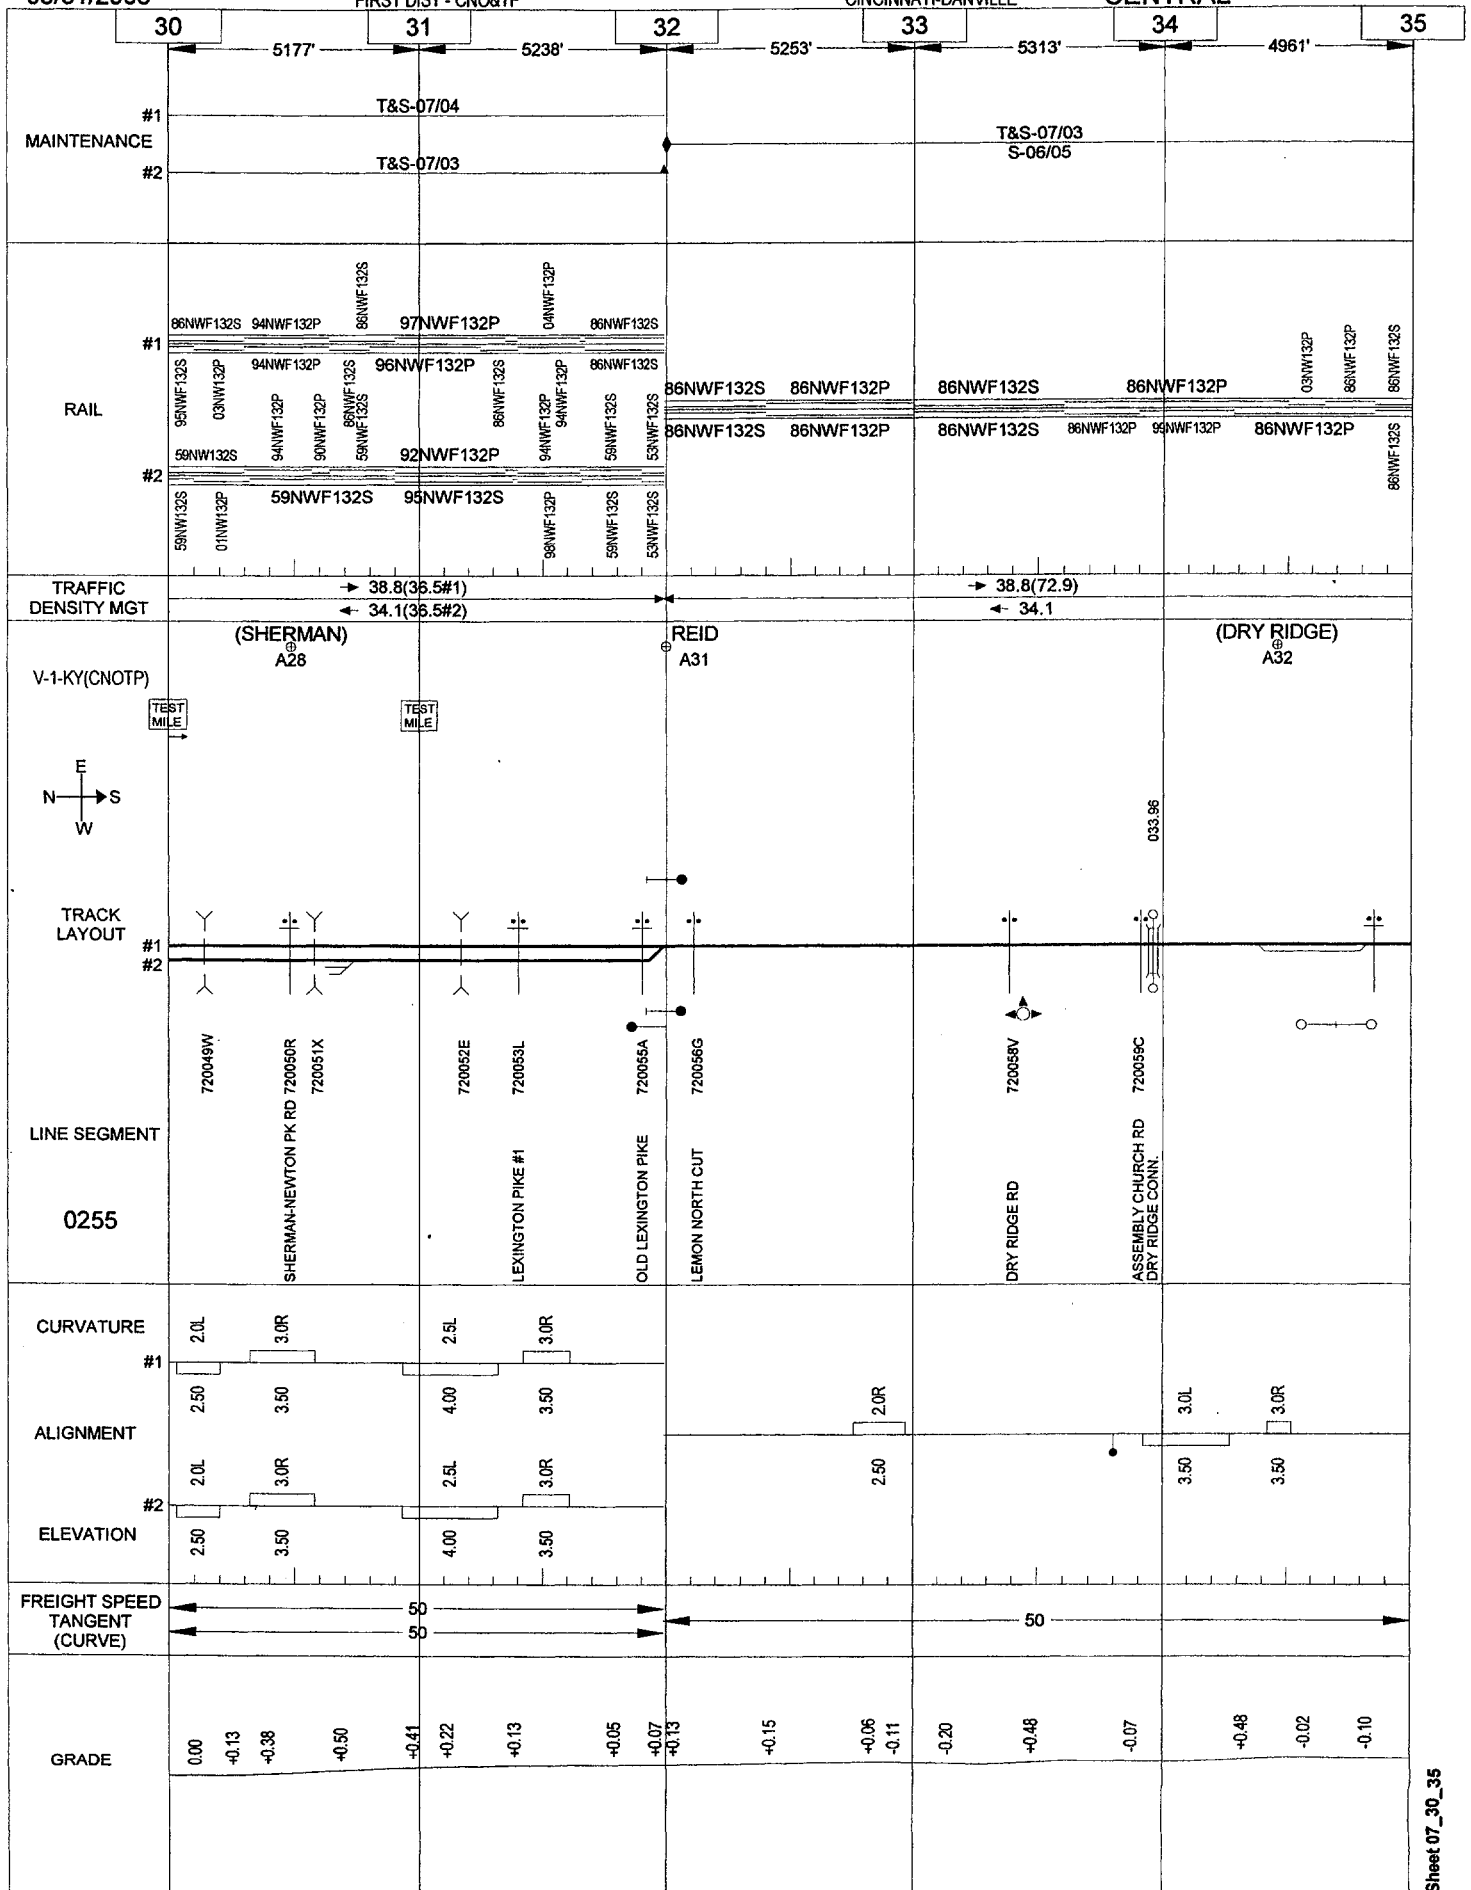 FIRST DIST - CNO&TP
CINCINNATI-DANVILLE
CENTRAL
30 31 32 33 34 35
5177' 5238' 5253' 5313' 4961'
MAINTENANCE
#1 T&S-07/04
#2 T&S-07/03
T&S-07/03
S-06/05
RAIL
86NWF132S 04NWF132P
#1
86NWF132S 94NWF132P 97NWF132P 86NWF132S
94NWF132P 96NWF132P 86NWF132S
95NWF132S 03NW132P 94NWF132P 90NWF132P 86NWF132S 59NWF132S 86NWF132S 94NWF132P 94NWF132P 59NWF132S 53NWF132S
#2
59NW132S 92NWF132P
59NWF132S 95NWF132S
59NW132S 01NW132P 98NWF132P 59NWF132S 53NWF132S
03NW132P 86NWF132P 86NWF132S
86NWF132S 86NWF132P 86NWF132S 86NWF132P
86NWF132S 86NWF132P 86NWF132S 86NWF132P 99NWF132P 86NWF132P
86NWF132S
TRAFFIC
DENSITY MGT
38.8(36.5#1) 38.8(72.9)
34.1(36.5#2) 34.1
(SHERMAN) REID (DRY RIDGE)
A28 A31 A32
V-1-KY(CNOTP)
TEST
MILE
TEST
MILE
E
N S
W
033.96
TRACK
LAYOUT
#1
#2
LINE SEGMENT
0255
720049W
SHERMAN-NEWTON PK RD 720050R
720051X
720052E
LEXINGTON PIKE #1 720053L
OLD LEXINGTON PIKE 720055A
LEMON NORTH CUT 720056G
DRY RIDGE RD 720058V
ASSEMBLY CHURCH RD 720059C
DRY RIDGE CONN.
CURVATURE
#1
2.0L 3.0R 2.5L 3.0R
2.50 3.50 4.00 3.50
ALIGNMENT
2.0R 3.0L 3.0R
2.50 3.50 3.50
#2
2.0L 3.0R 2.5L 3.0R
2.50 3.50 4.00 3.50
ELEVATION
FREIGHT SPEED
TANGENT
(CURVE)
50
50
50
GRADE
0.00 +0.13 +0.38 +0.50 +0.41 +0.22 +0.13 +0.05 +0.07 +0.13 +0.15 +0.06 -0.11 -0.20 +0.48 -0.07 +0.48 -0.02 -0.10
Sheet 07_30_35